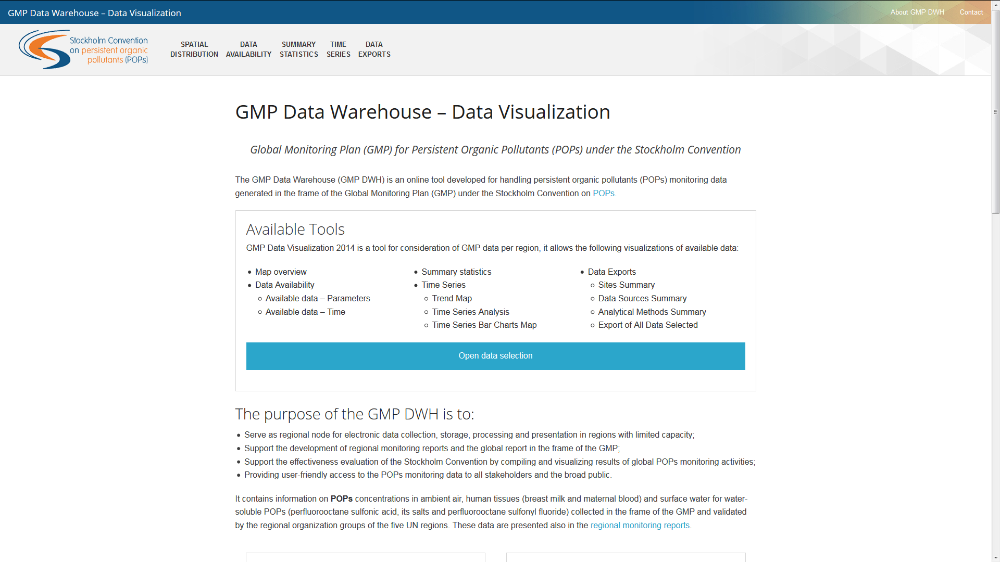 GMP Data Warehouse – Data Visualization
About GMP DWH
Contact
Stockholm Convention
on persistent organic
pollutants (POPs)
SPATIAL
DISTRIBUTION
DATA
AVAILABILITY
SUMMARY
STATISTICS
TIME
SERIES
DATA
EXPORTS
GMP Data Warehouse – Data Visualization
Global Monitoring Plan (GMP) for Persistent Organic Pollutants (POPs) under the Stockholm Convention
The GMP Data Warehouse (GMP DWH) is an online tool developed for handling persistent organic pollutants (POPs) monitoring data
generated in the frame of the Global Monitoring Plan (GMP) under the Stockholm Convention on POPs.
Available Tools
GMP Data Visualization 2014 is a tool for consideration of GMP data per region, it allows the following visualizations of available data:
Map overview
Data Availability
Available data – Parameters
Available data – Time
Summary statistics
Time Series
Trend Map
Time Series Analysis
Time Series Bar Charts Map
Data Exports
Sites Summary
Data Sources Summary
Analytical Methods Summary
Export of All Data Selected
Open data selection
The purpose of the GMP DWH is to:
Serve as regional node for electronic data collection, storage, processing and presentation in regions with limited capacity;
Support the development of regional monitoring reports and the global report in the frame of the GMP;
Support the effectiveness evaluation of the Stockholm Convention by compiling and visualizing results of global POPs monitoring activities;
Providing user-friendly access to the POPs monitoring data to all stakeholders and the broad public.
It contains information on POPs concentrations in ambient air, human tissues (breast milk and maternal blood) and surface water for water-
soluble POPs (perfluorooctane sulfonic acid, its salts and perfluorooctane sulfonyl fluoride) collected in the frame of the GMP and validated
by the regional organization groups of the five UN regions. These data are presented also in the regional monitoring reports.